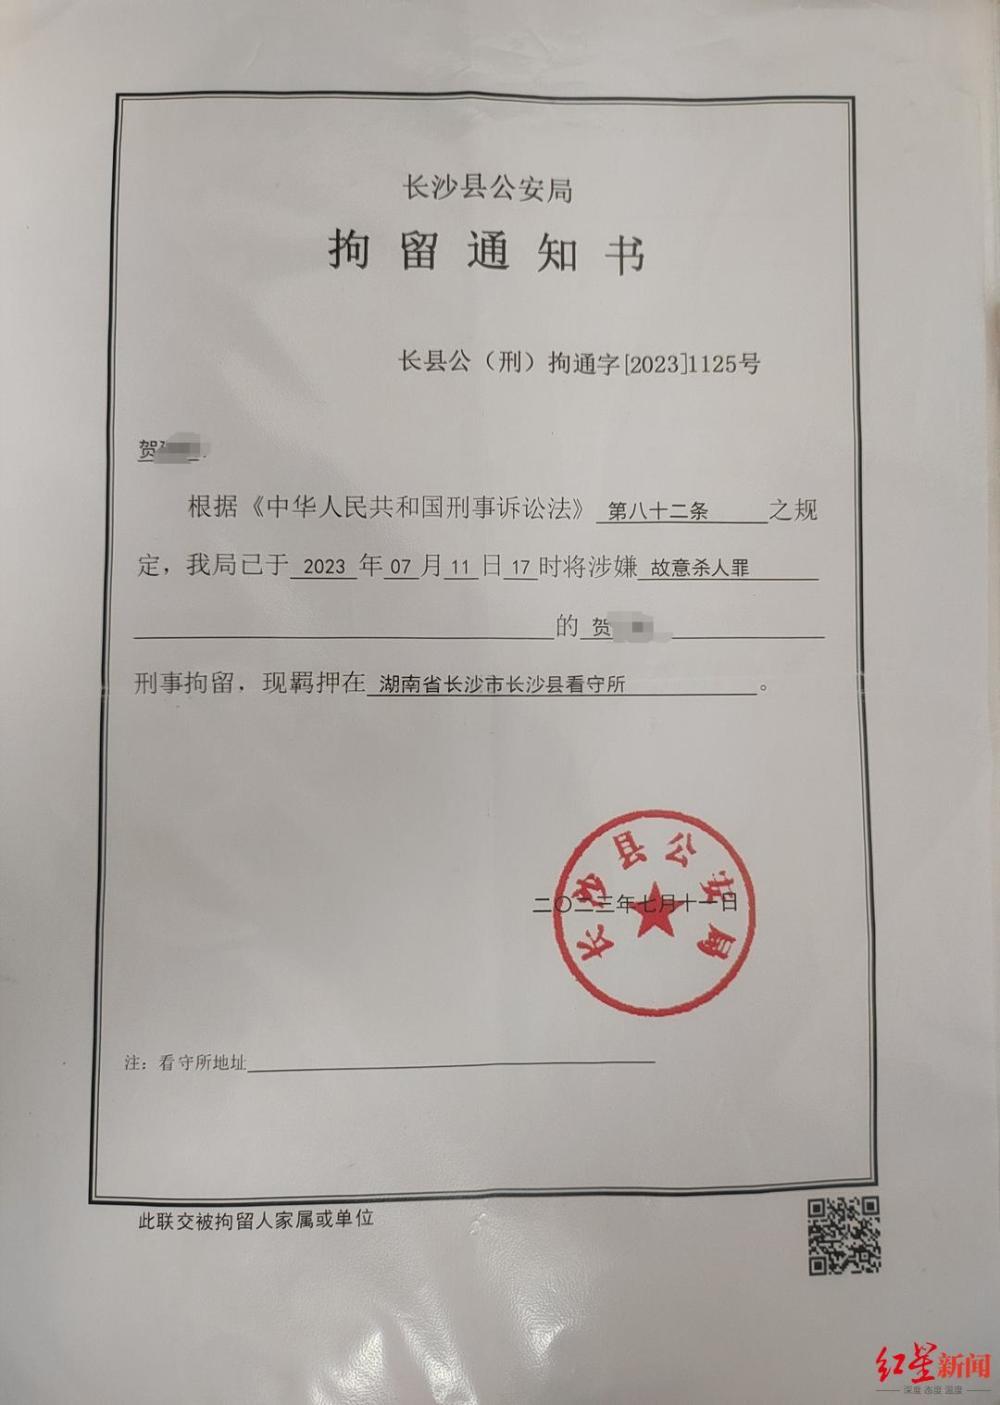 长沙县公安局
拘留通知书
长县公（刑）拘通字[2023]1125号
贺
根据《中华人民共和国刑事诉讼法》 第八十二条 之规
定，我局已于 2023 年 07 月 11 日 17 时将涉嫌 故意杀人罪
的 贺
刑事拘留，现羁押在 湖南省长沙市长沙县看守所 。
长沙县公安局
二〇二三年七月十一日
注：看守所地址
此联交被拘留人家属或单位
红星新闻
深度 态度 温度